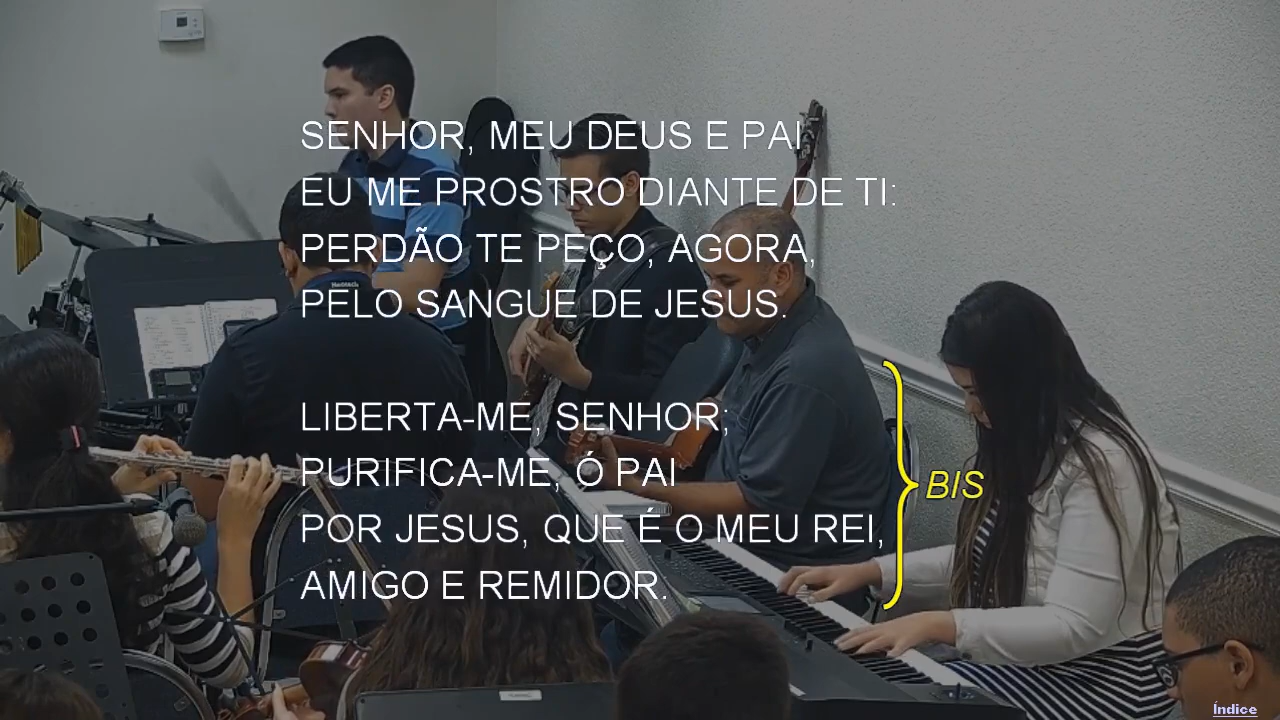 SENHOR, MEU DEUS E PAI
EU ME PROSTRO DIANTE DE TI:
PERDÃO TE PEÇO, AGORA,
PELO SANGUE DE JESUS.
LIBERTA-ME, SENHOR;
PURIFICA-ME, Ó PAI
POR JESUS, QUE É O MEU REI,
AMIGO E REMIDOR.
BIS
Índice